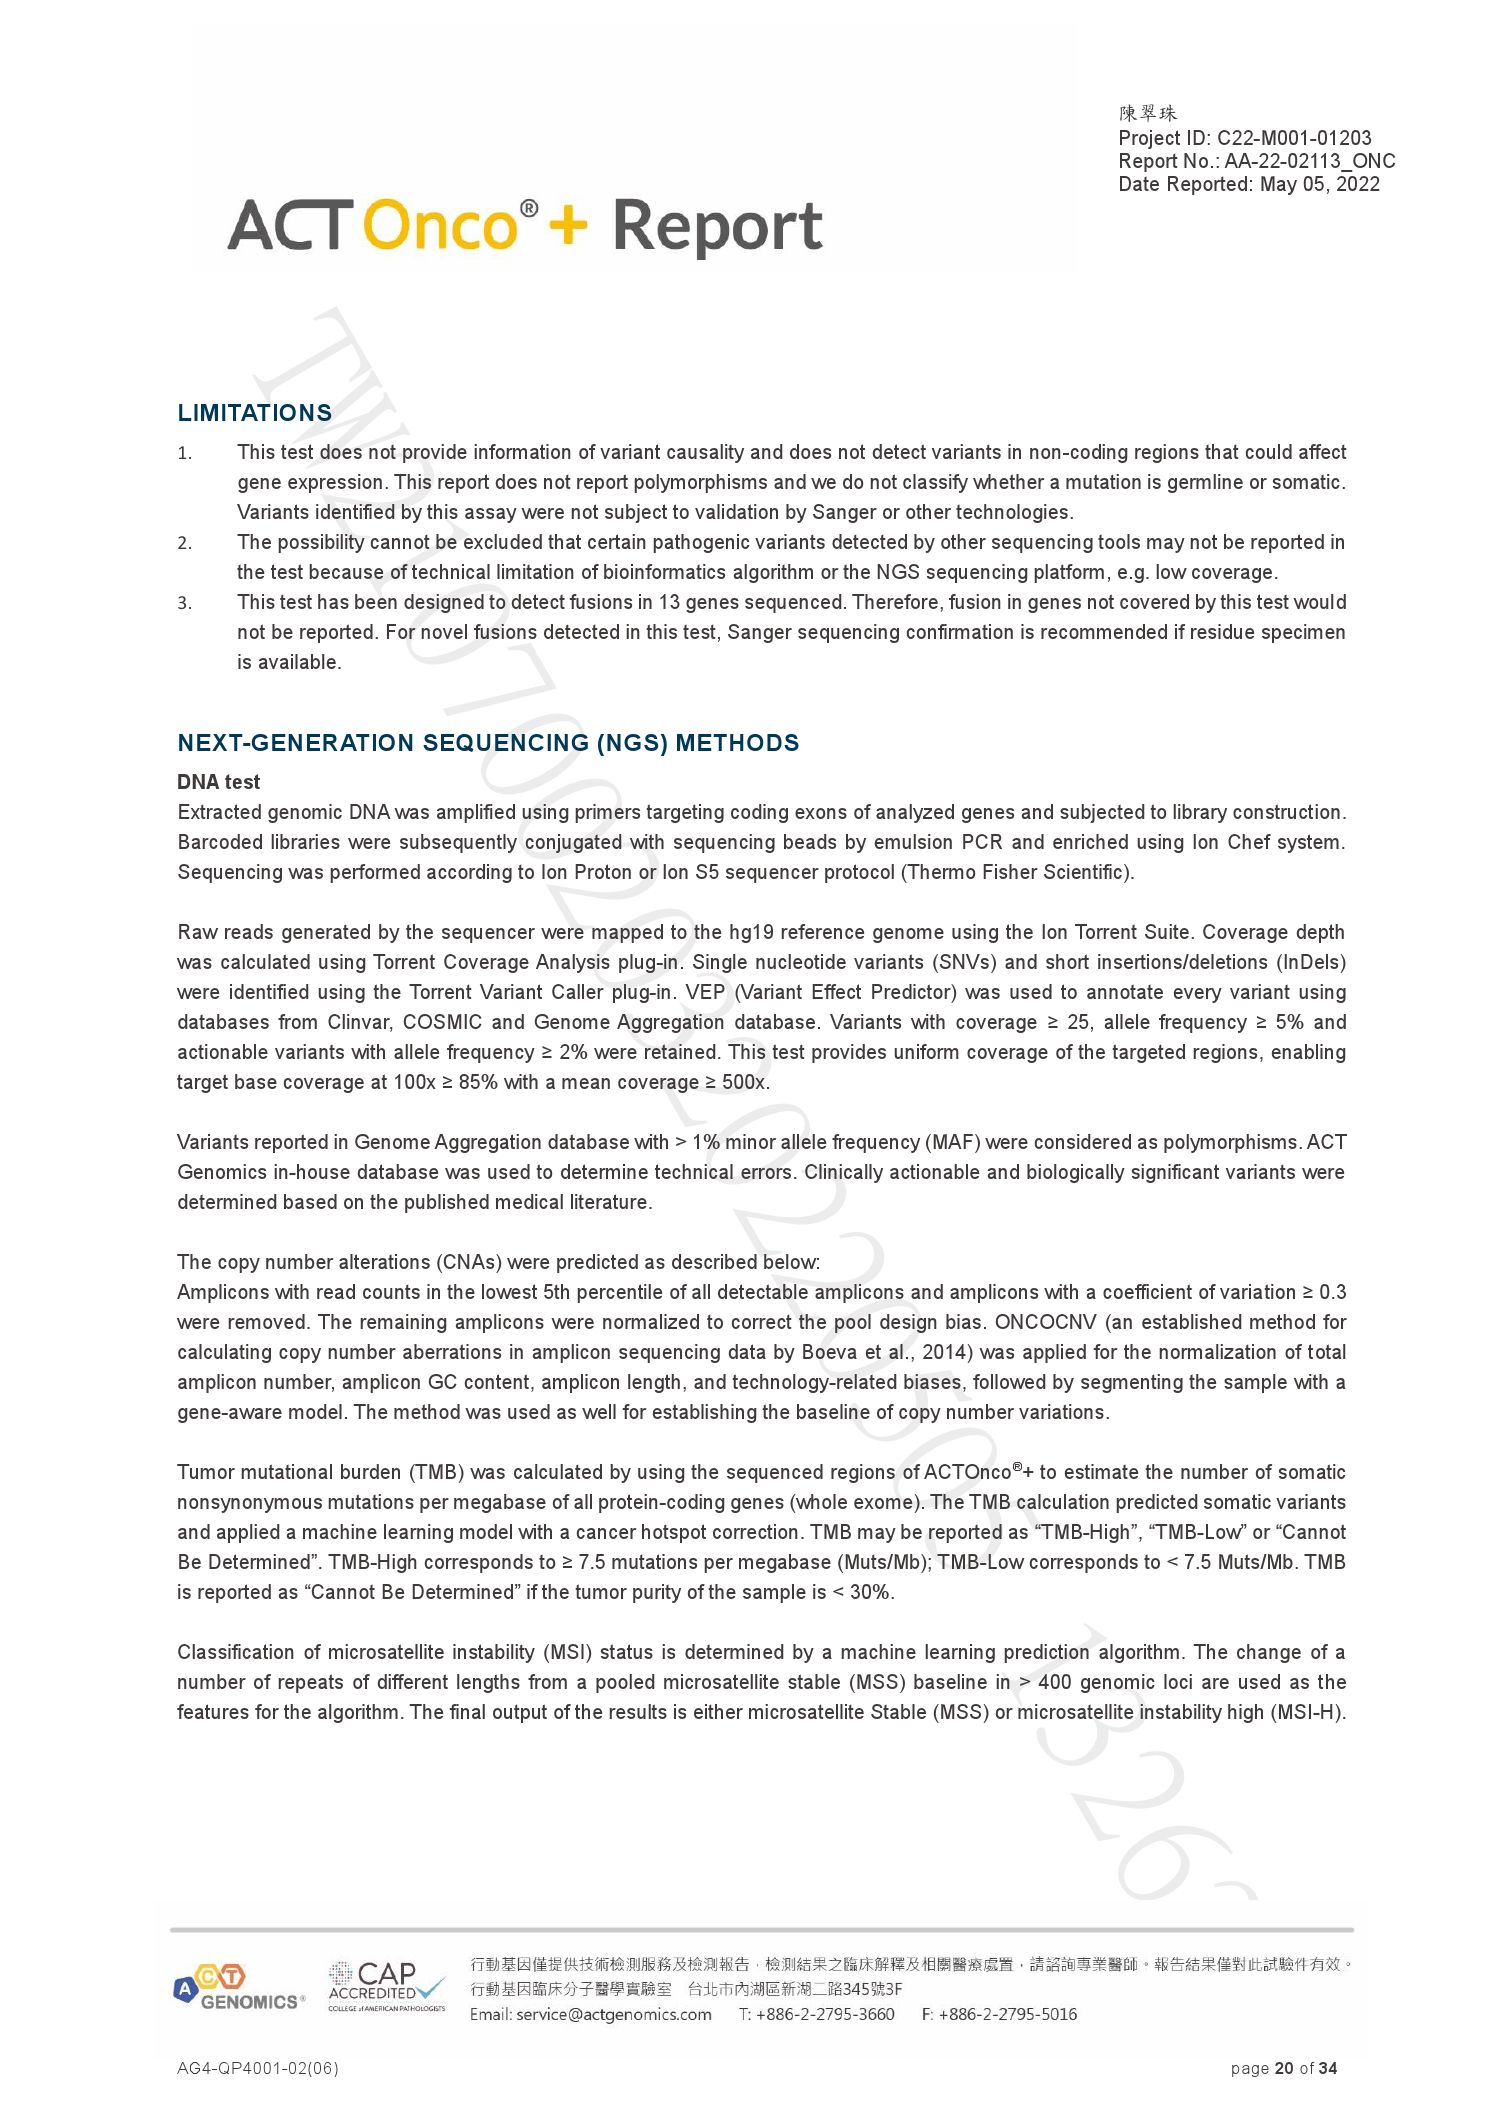 陳翠珠
Project ID: C22-M001-01203
Report No.: AA-22-02113_ONC
Date Reported: May 05, 2022
ACTOnco®+ Report
LIMITATIONS
1. This test does not provide information of variant causality and does not detect variants in non-coding regions that could affect
gene expression. This report does not report polymorphisms and we do not classify whether a mutation is germline or somatic.
Variants identified by this assay were not subject to validation by Sanger or other technologies.
2. The possibility cannot be excluded that certain pathogenic variants detected by other sequencing tools may not be reported in
the test because of technical limitation of bioinformatics algorithm or the NGS sequencing platform, e.g. low coverage.
3. This test has been designed to detect fusions in 13 genes sequenced. Therefore, fusion in genes not covered by this test would
not be reported. For novel fusions detected in this test, Sanger sequencing confirmation is recommended if residue specimen
is available.
NEXT-GENERATION SEQUENCING (NGS) METHODS
DNA test
Extracted genomic DNA was amplified using primers targeting coding exons of analyzed genes and subjected to library construction.
Barcoded libraries were subsequently conjugated with sequencing beads by emulsion PCR and enriched using Ion Chef system.
Sequencing was performed according to Ion Proton or Ion S5 sequencer protocol (Thermo Fisher Scientific).
Raw reads generated by the sequencer were mapped to the hg19 reference genome using the Ion Torrent Suite. Coverage depth
was calculated using Torrent Coverage Analysis plug-in. Single nucleotide variants (SNVs) and short insertions/deletions (InDels)
were identified using the Torrent Variant Caller plug-in. VEP (Variant Effect Predictor) was used to annotate every variant using
databases from Clinvar, COSMIC and Genome Aggregation database. Variants with coverage ≥ 25, allele frequency ≥ 5% and
actionable variants with allele frequency ≥ 2% were retained. This test provides uniform coverage of the targeted regions, enabling
target base coverage at 100x ≥ 85% with a mean coverage ≥ 500x.
Variants reported in Genome Aggregation database with > 1% minor allele frequency (MAF) were considered as polymorphisms. ACT
Genomics in-house database was used to determine technical errors. Clinically actionable and biologically significant variants were
determined based on the published medical literature.
The copy number alterations (CNAs) were predicted as described below:
Amplicons with read counts in the lowest 5th percentile of all detectable amplicons and amplicons with a coefficient of variation ≥ 0.3
were removed. The remaining amplicons were normalized to correct the pool design bias. ONCOCNV (an established method for
calculating copy number aberrations in amplicon sequencing data by Boeva et al., 2014) was applied for the normalization of total
amplicon number, amplicon GC content, amplicon length, and technology-related biases, followed by segmenting the sample with a
gene-aware model. The method was used as well for establishing the baseline of copy number variations.
Tumor mutational burden (TMB) was calculated by using the sequenced regions of ACTOnco®+ to estimate the number of somatic
nonsynonymous mutations per megabase of all protein-coding genes (whole exome). The TMB calculation predicted somatic variants
and applied a machine learning model with a cancer hotspot correction. TMB may be reported as “TMB-High”, “TMB-Low” or “Cannot
Be Determined”. TMB-High corresponds to ≥ 7.5 mutations per megabase (Muts/Mb); TMB-Low corresponds to < 7.5 Muts/Mb. TMB
is reported as “Cannot Be Determined” if the tumor purity of the sample is < 30%.
Classification of microsatellite instability (MSI) status is determined by a machine learning prediction algorithm. The change of a
number of repeats of different lengths from a pooled microsatellite stable (MSS) baseline in > 400 genomic loci are used as the
features for the algorithm. The final output of the results is either microsatellite Stable (MSS) or microsatellite instability high (MSI-H).
ACT GENOMICS®
CAP ACCREDITED
COLLEGE of AMERICAN PATHOLOGISTS
行動基因僅提供技術檢測服務及檢測報告，檢測結果之臨床解釋及相關醫療處置，請諮詢專業醫師。報告結果僅對此試驗件有效。
行動基因臨床分子醫學實驗室 台北市內湖區新湖二路345號3F
Email: service@actgenomics.com T: +886-2-2795-3660 F: +886-2-2795-5016
AG4-QP4001-02(06)
page 20 of 34